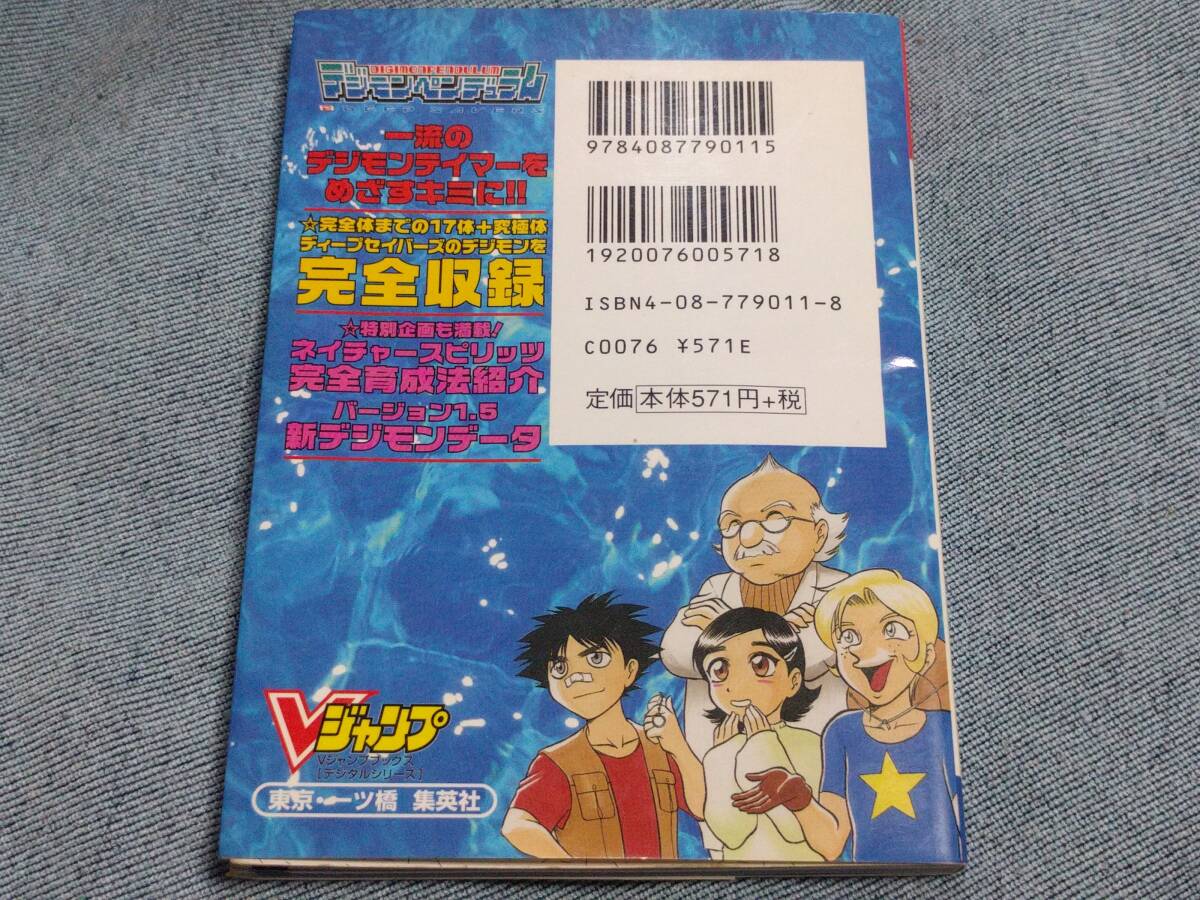 DIGIMON PENDULUM
デジモンペンデュラム
DEEP SAVERS
一流の
デジモンテイマーを
めざすキミに!!
☆完全体までの17体+究極体
ディープセイバーズのデジモンを
完全収録
☆特別企画も満載!
ネイチャースピリッツ
完全育成法紹介
バージョン1.5
新デジモンデータ
9784087790115
1920076005718
ISBN4-08-779011-8
C0076 ¥571E
定価 本体571円+税
Vジャンプ
Vジャンプブックス
[デジタルシリーズ]
東京・一ツ橋 集英社